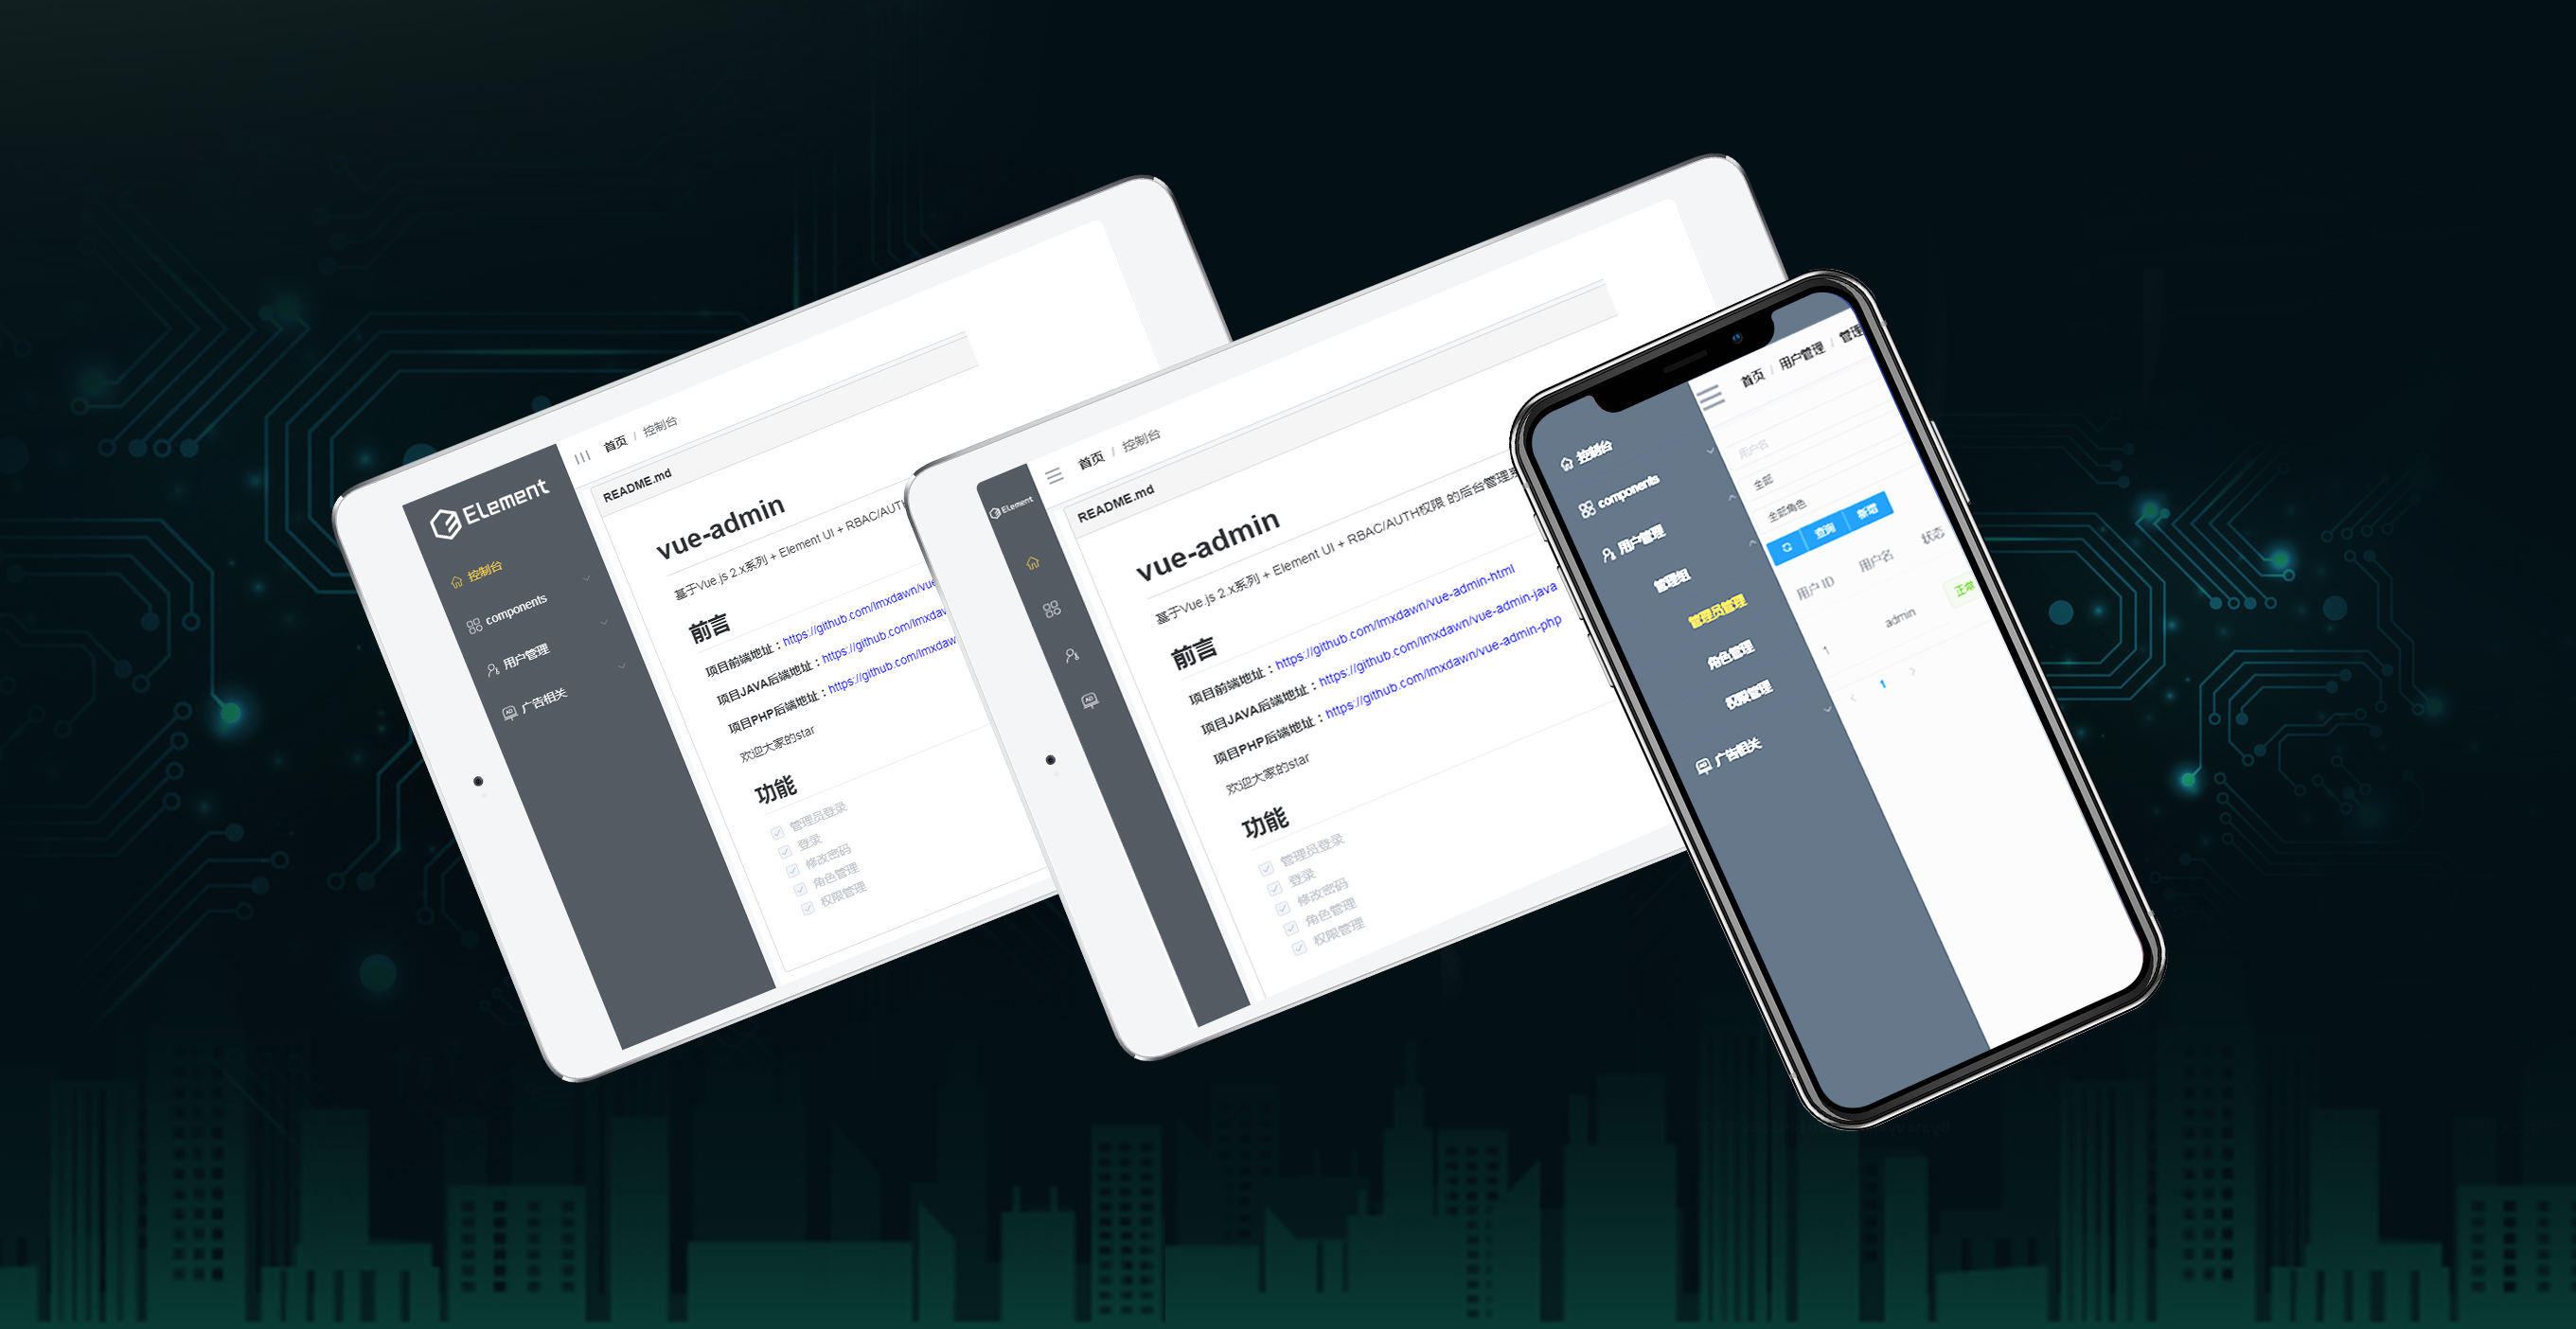 ELement
控制台
components
用户管理
广告相关
首页 / 控制台
README.md
vue-admin
基于Vue.js 2.x系列 + Element UI + RBAC/AUTH
前言
项目前端地址：https://github.com/lmxdawn/vue
项目JAVA后端地址：https://github.com/lmxdaw
项目PHP后端地址：https://github.com/lmxdaw
欢迎大家的star
功能
管理员登录
登录
修改密码
角色管理
权限管理
ELement
首页 / 控制台
README.md
vue-admin
基于Vue.js 2.x系列 + Element UI + RBAC/AUTH权限 的后台管理系
前言
项目前端地址：https://github.com/lmxdawn/vue-admin-html
项目JAVA后端地址：https://github.com/lmxdawn/vue-admin-java
项目PHP后端地址：https://github.com/lmxdawn/vue-admin-php
欢迎大家的star
功能
管理员登录
登录
修改密码
角色管理
权限管理
控制台
components
用户管理
管理组
管理员管理
角色管理
权限管理
广告相关
首页 / 用户管理 / 管理
用户名
全部
全部角色
查询 新增
用户 ID 用户名 状态
1 admin 正常
1